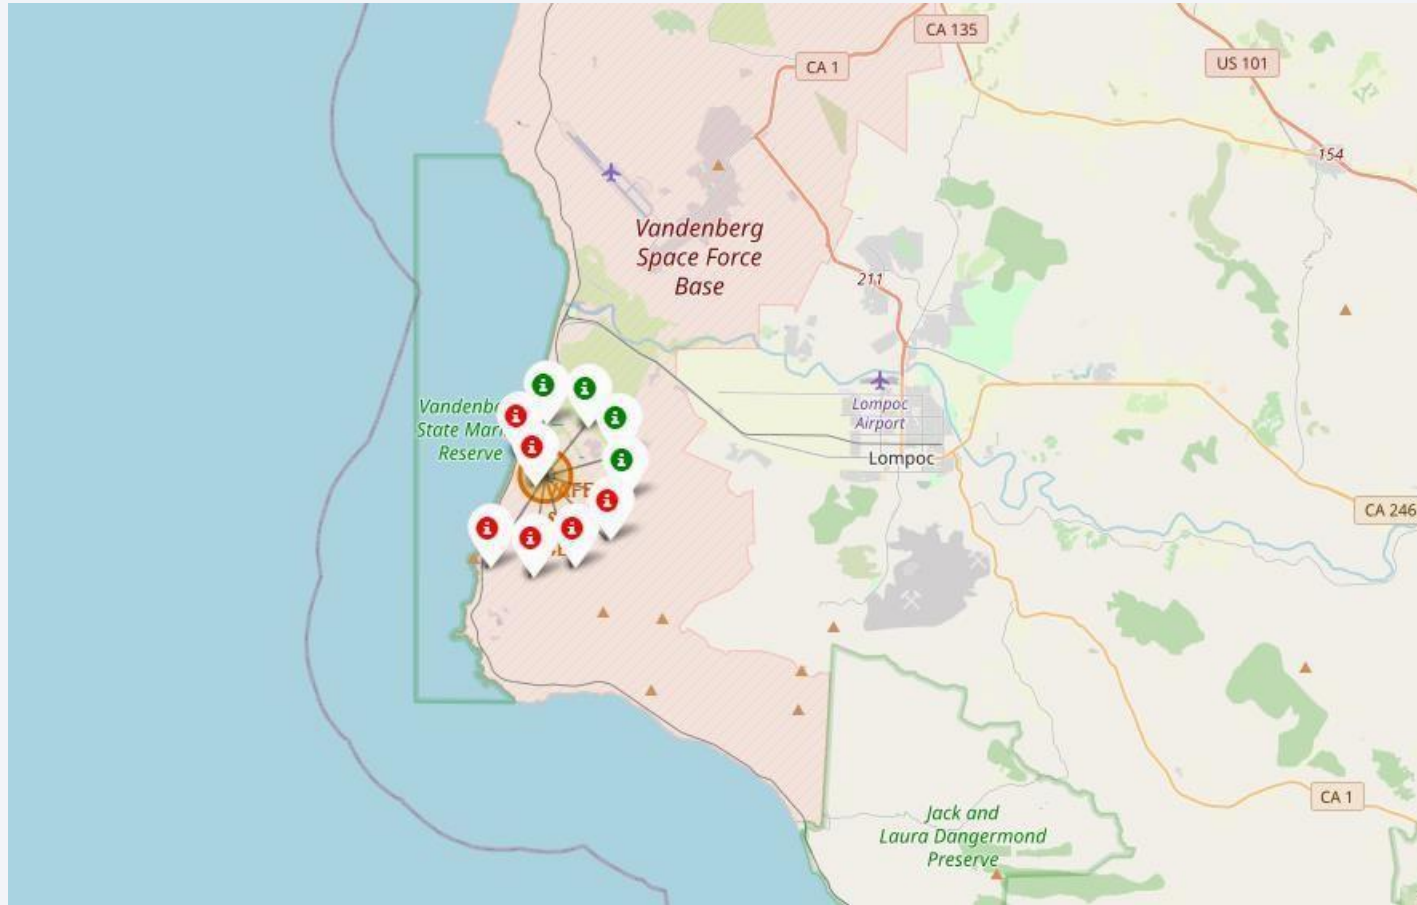 CA 135
CA 1
US 101
154
Vandenberg
Space Force
Base
211
Lompoc
Airport
State
Reserve
Lompoc
CA 246
CA 1
Jack and
Laura Dangermond
Preserve